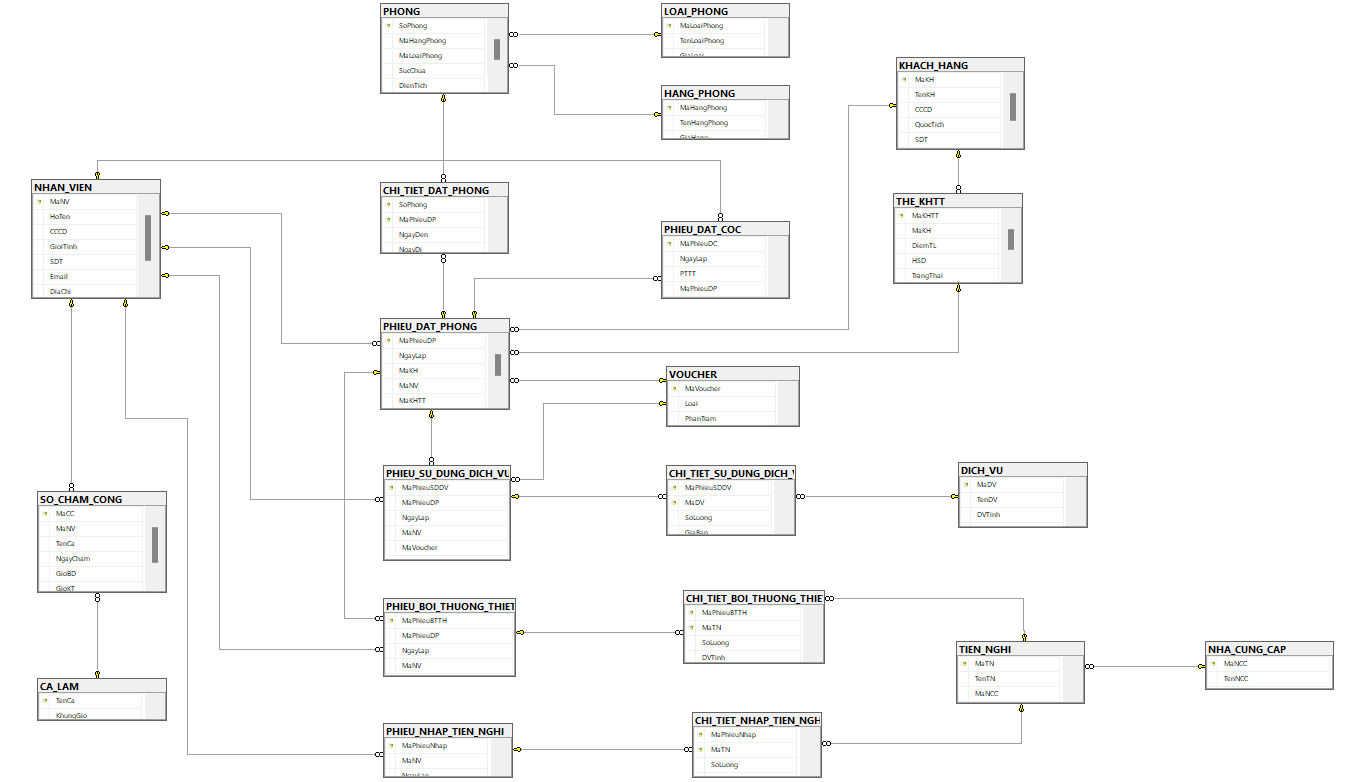 PHONG
SoPhong
MaHangPhong
MaLoaiPhong
SucChua
DienTich
LOAI_PHONG
MaLoaiPhong
TenLoaiPhong
GiaLoai
HANG_PHONG
MaHangPhong
TenHangPhong
GiaHang
KHACH_HANG
MaKH
TenKH
CCCD
QuocTich
SDT
NHAN_VIEN
MaNV
HoTen
CCCD
GioiTinh
SDT
Email
DiaChi
CHI_TIET_DAT_PHONG
SoPhong
MaPhieuDP
NgayDen
NgayDi
PHIEU_DAT_COC
MaPhieuDC
NgayLap
PTTT
MaPhieuDP
THE_KHTT
MaKHTT
MaKH
DiemTL
HSD
TrangThai
PHIEU_DAT_PHONG
MaPhieuDP
NgayLap
MaKH
MaNV
MaKHTT
VOUCHER
MaVoucher
Loai
PhanTram
PHIEU_SU_DUNG_DICH_VU
MaPhieuSDDV
MaPhieuDP
NgayLap
MaNV
MaVoucher
CHI_TIET_SU_DUNG_DICH_V
MaPhieuSDDV
MaDV
SoLuong
GiaBan
DICH_VU
MaDV
TenDV
DVTinh
SO_CHAM_CONG
MaCC
MaNV
TenCa
NgayCham
GioBD
GioKT
PHIEU_BOI_THUONG_THIET
MaPhieuBTTH
MaPhieuDP
NgayLap
MaNV
CHI_TIET_BOI_THUONG_THIE
MaPhieuBTTH
MaTN
SoLuong
DVTinh
TIEN_NGHI
MaTN
TenTN
MaNCC
NHA_CUNG_CAP
MaNCC
TenNCC
CA_LAM
TenCa
KhungGio
PHIEU_NHAP_TIEN_NGHI
MaPhieuNhap
MaNV
NgayLap
CHI_TIET_NHAP_TIEN_NGH
MaPhieuNhap
MaTN
SoLuong